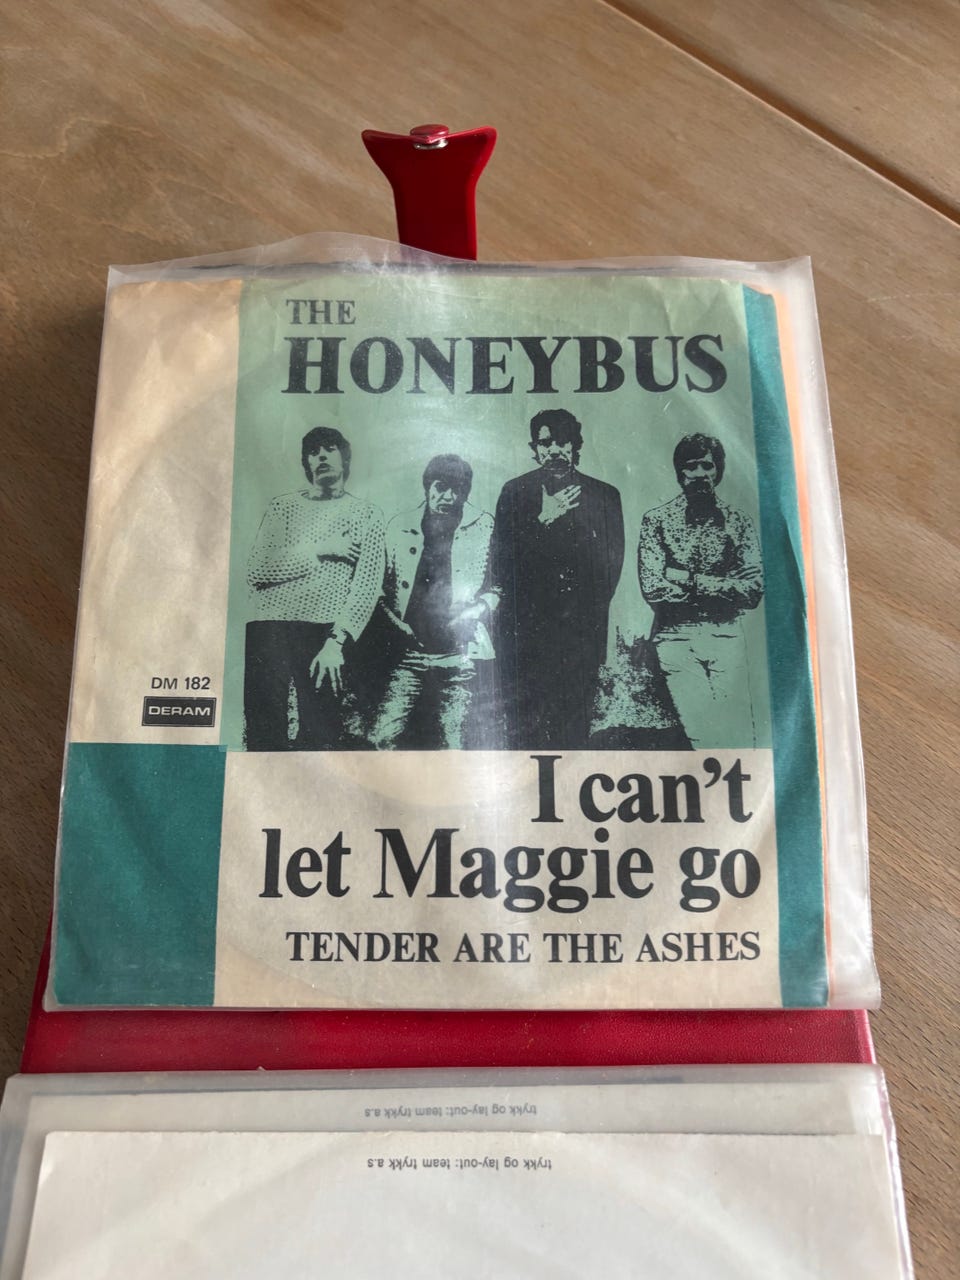 THE
HONEYBUS
DM 182
DERAM
I can't
let Maggie go
TENDER ARE THE ASHES
trykk og lay-out: team trykk a.s
trykk og lay-out: team trykk a.s